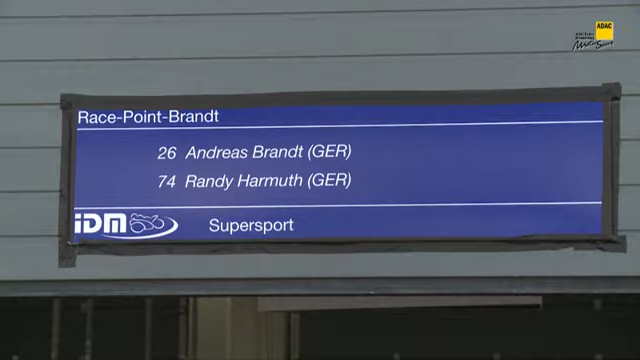 ADAC
Race-Point-Brandt
26 Andreas Brandt (GER)
74 Randy Harmuth (GER)
IDM
Supersport